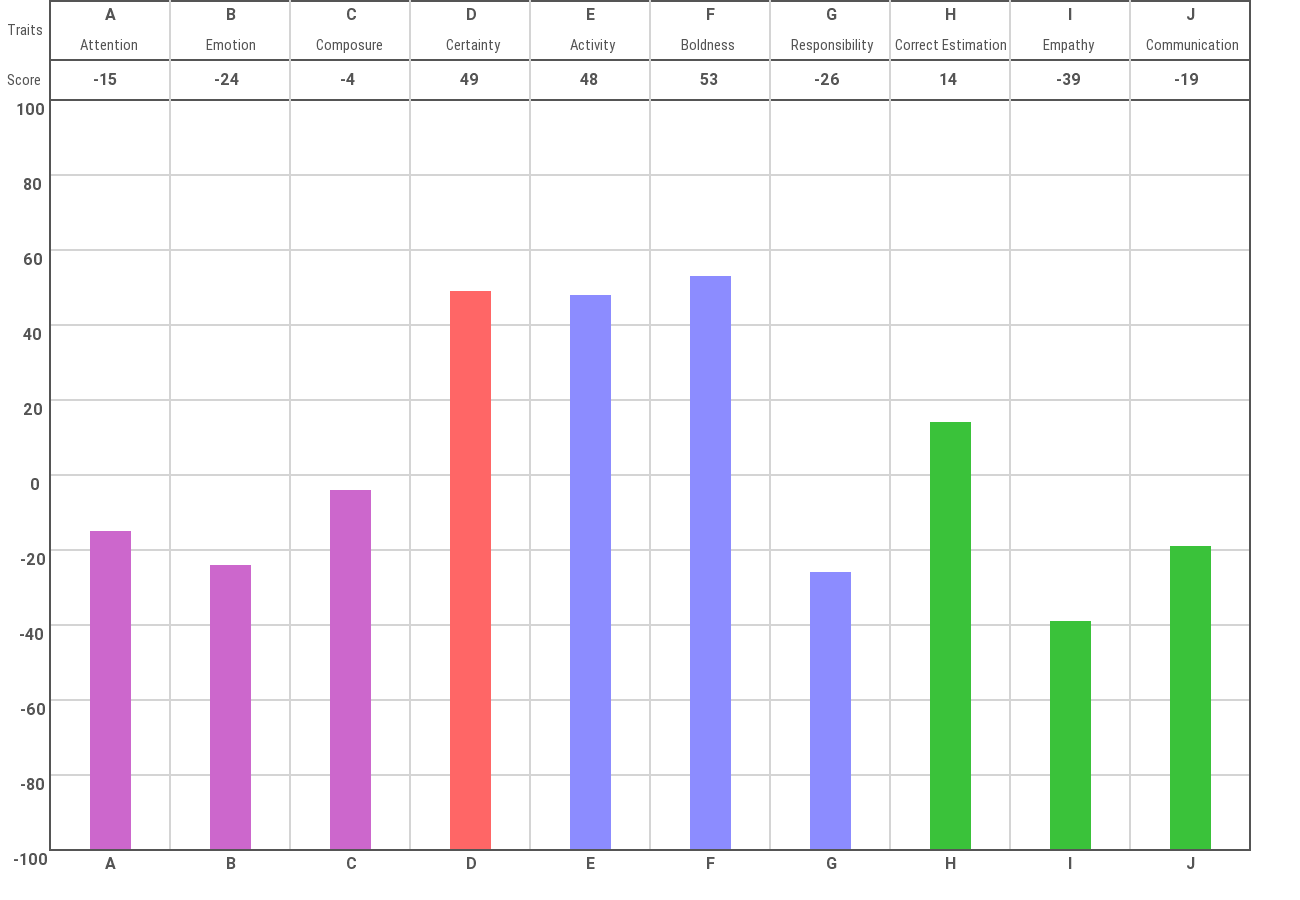 A B C D E F G H I J
Traits
Attention Emotion Composure Certainty Activity Boldness Responsibility Correct Estimation Empathy Communication
Score -15 -24 -4 49 48 53 -26 14 -39 -19
100
80
60
40
20
0
-20
-40
-60
-80
-100
A B C D E F G H I J